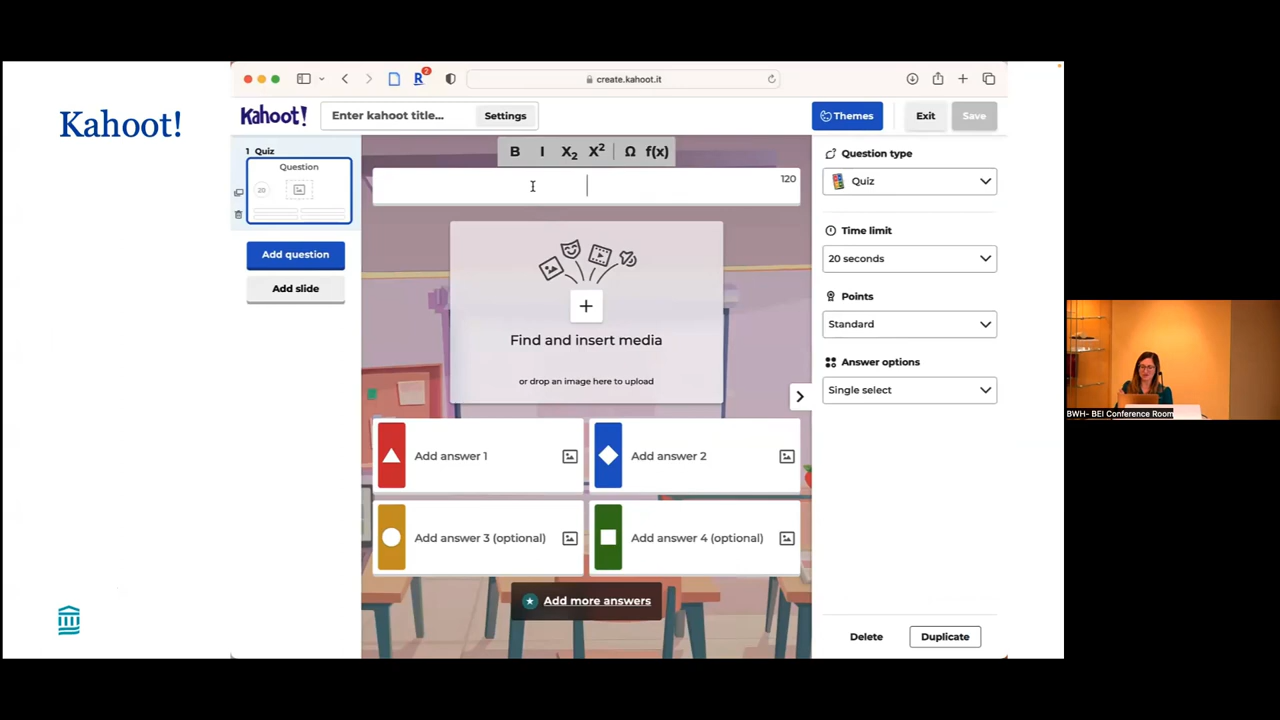 Kahoot!
create.kahoot.it
R 2
Kahoot!
Enter kahoot title...
Settings
Themes
Exit
Save
1 Quiz
Question
20
Add question
Add slide
B I X2 X2 Ω f(x)
120
Find and insert media
or drop an image here to upload
Add answer 1
Add answer 2
Add answer 3 (optional)
Add answer 4 (optional)
Add more answers
Question type
Quiz
Time limit
20 seconds
Points
Standard
Answer options
Single select
Delete
Duplicate
BWH- BEI Conference Room